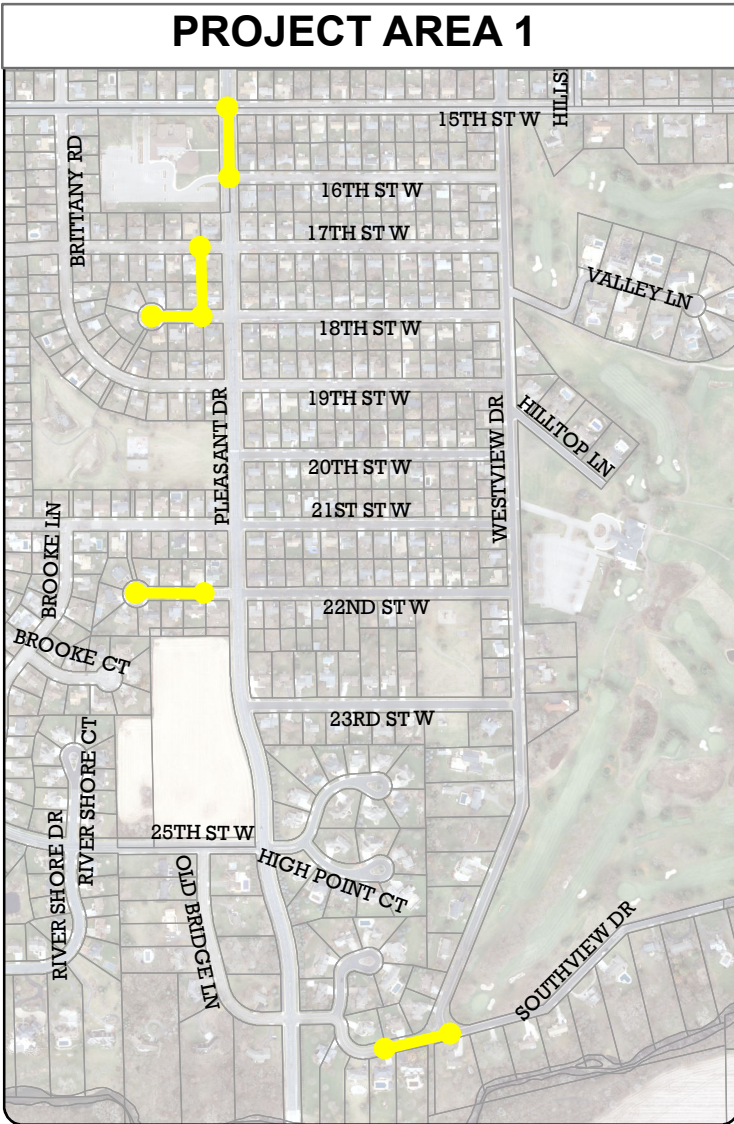 PROJECT AREA 1
HILLS
15TH ST W
BRITTANY RD
16TH ST W
17TH ST W
VALLEY LN
18TH ST W
19TH ST W
PLEASANT DR
WESTVIEW DR
HILLTOP LN
20TH ST W
21ST ST W
BROOKE LN
22ND ST W
BROOKE CT
23RD ST W
RIVER SHORE CT
RIVER SHORE DR
25TH ST W
HIGH POINT CT
OLD BRIDGE LN
SOUTHVIEW DR